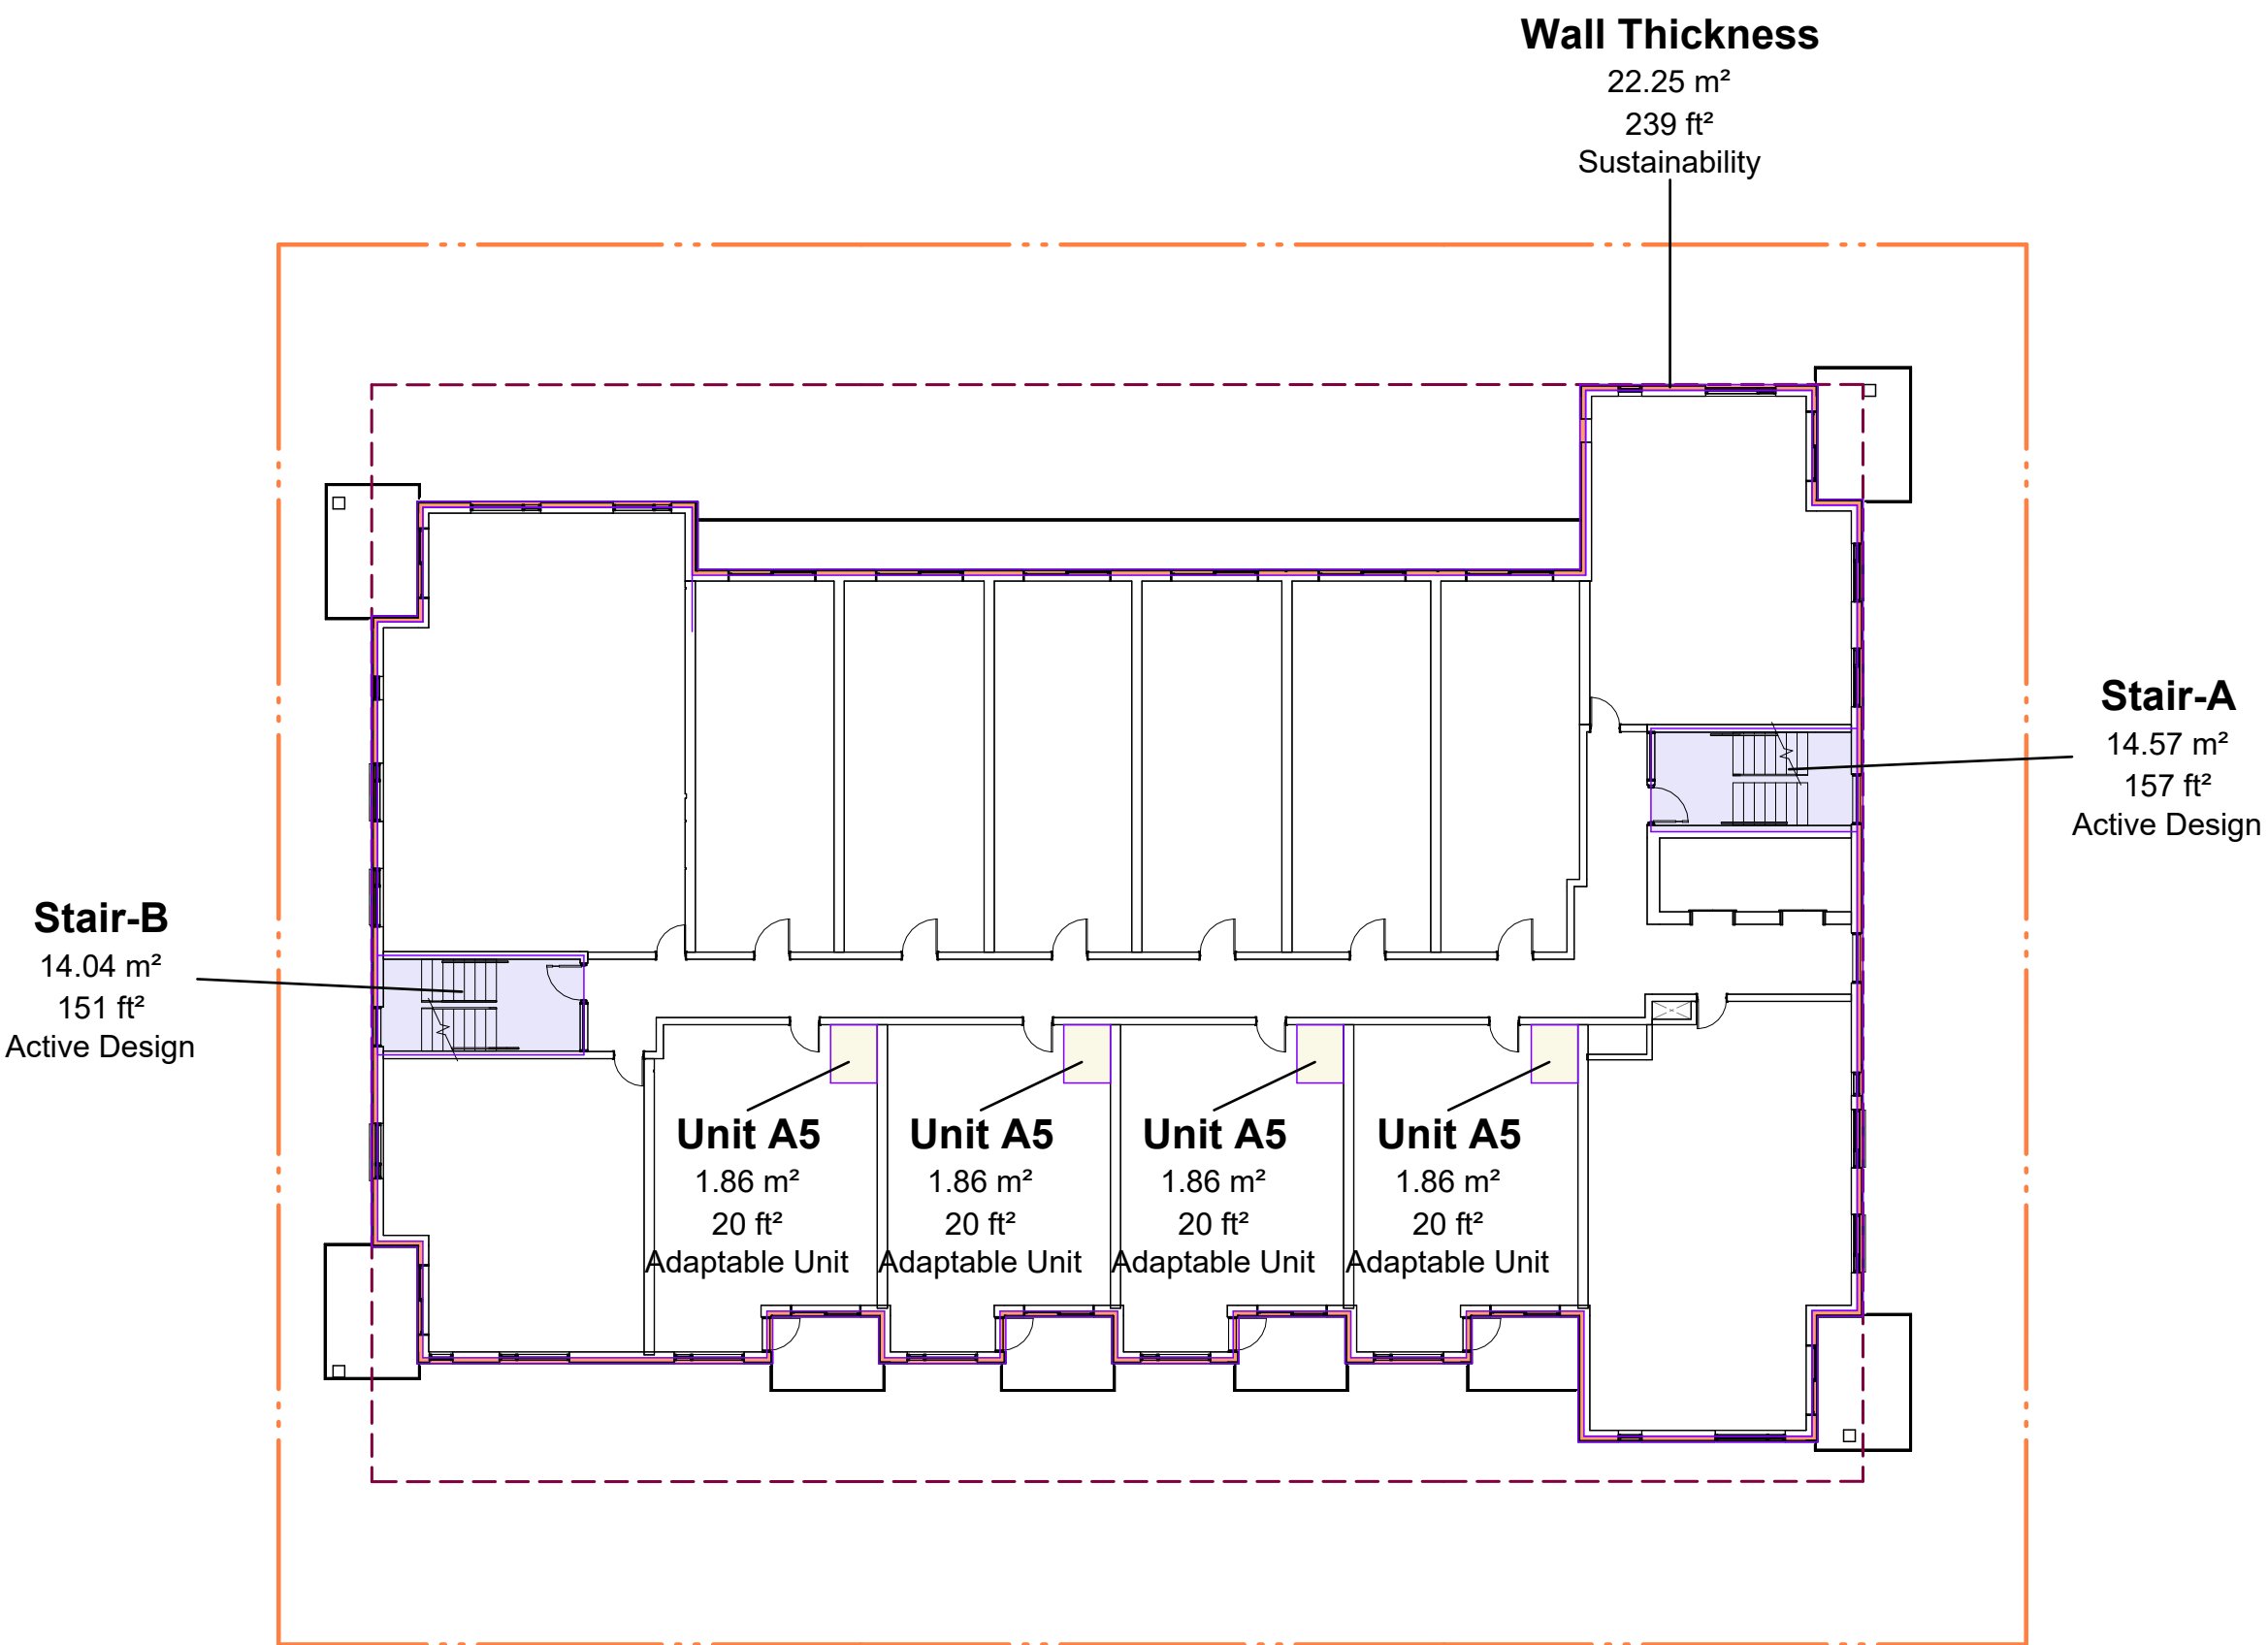 Wall Thickness
22.25 m²
239 ft²
Sustainability
Stair-A
14.57 m²
157 ft²
Active Design
Stair-B
14.04 m²
151 ft²
Active Design
Unit A5
1.86 m²
20 ft²
Adaptable Unit
Unit A5
1.86 m²
20 ft²
Adaptable Unit
Unit A5
1.86 m²
20 ft²
Adaptable Unit
Unit A5
1.86 m²
20 ft²
Adaptable Unit